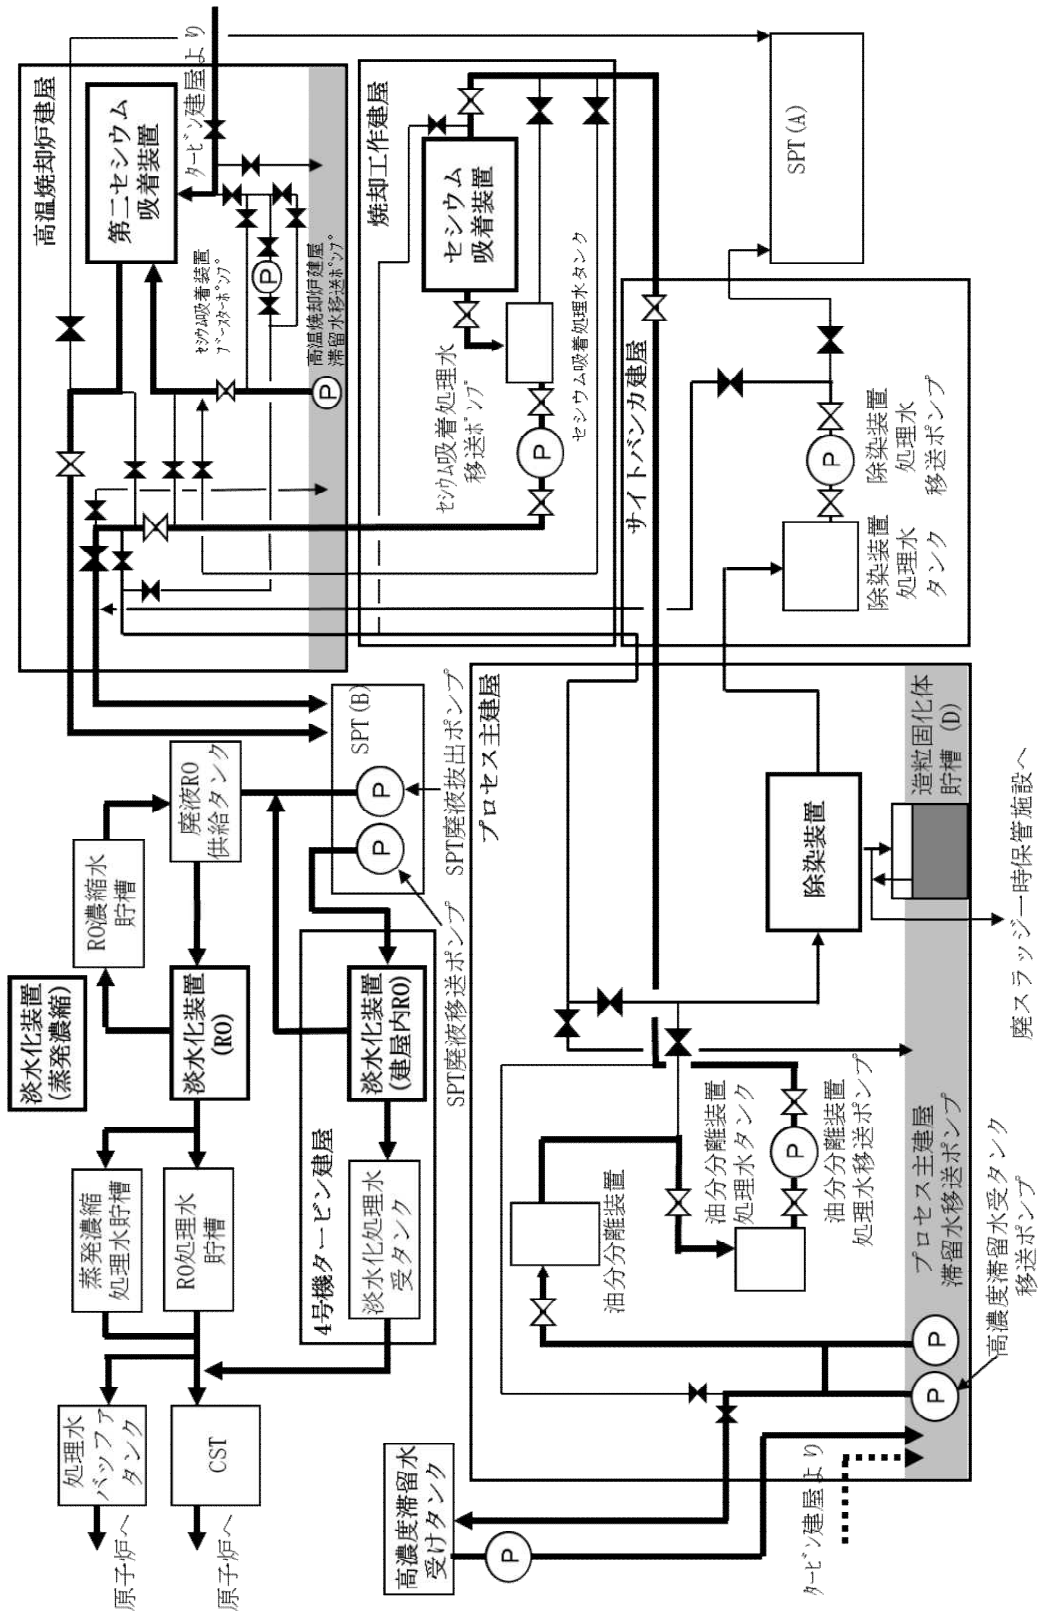 原子炉へ
原子炉へ
処理水
バッファ
タンク
CST
蒸発濃縮
処理水貯槽
RO処理水
貯槽
淡水化装置
(蒸発濃縮)
淡水化装置
(RO)
RO濃縮水
貯槽
廃液RO
供給タンク
4号機タービン建屋
淡水化処理水
受タンク
淡水化装置
(建屋内RO)
SPT(B)
P
P
SPT廃液抜出ポンプ
SPT廃液移送ポンプ
高濃度滞留水
受けタンク
P
高温焼却炉建屋
第二セシウム
吸着装置
タービン建屋より
セシウム吸着装置
ブースターポンプ
P
高温焼却炉建屋
滞留水移送ポンプ
P
焼却工作建屋
セシウム
吸着装置
セシウム吸着処理水
移送ポンプ
P
セシウム吸着処理水タンク
SPT(A)
サイトバンカ建屋
除染装置
処理水
タンク
P
除染装置
処理水
移送ポンプ
プロセス主建屋
除染装置
造粒固化体
貯槽(D)
廃スラッジ一時保管施設へ
油分分離装置
油分分離装置
処理水タンク
P
油分分離装置
処理水移送ポンプ
プロセス主建屋
滞留水移送ポンプ
P
P
高濃度滞留水受タンク
移送ポンプ
タービン建屋より